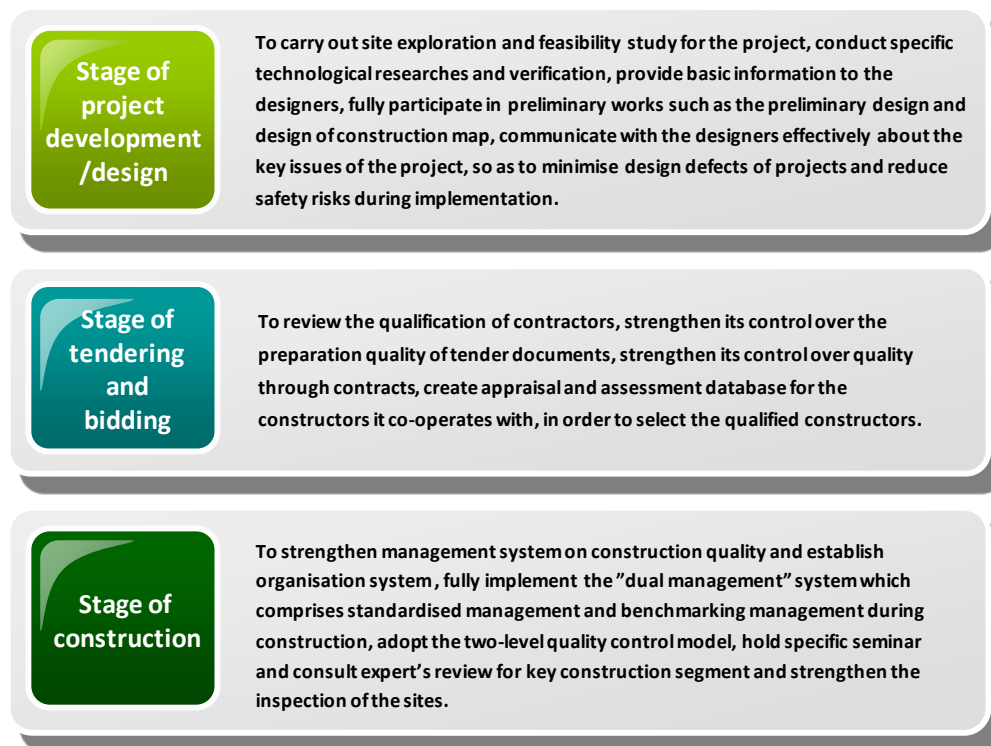 Stage of
project
development
/design
To carry out site exploration and feasibility study for the project, conduct specific
technological researches and verification, provide basic information to the
designers, fully participate in preliminary works such as the preliminary design and
design of construction map, communicate with the designers effectively about the
key issues of the project, so as to minimise design defects of projects and reduce
safety risks during implementation.
Stage of
tendering
and
bidding
To review the qualification of contractors, strengthen its control over the
preparation quality of tender documents, strengthen its control over quality
through contracts, create appraisal and assessment database for the
constructors it co-operates with, in order to select the qualified constructors.
Stage of
construction
To strengthen management system on construction quality and establish
organisation system , fully implement the ”dual management” system which
comprises standardised management and benchmarking management during
construction, adopt the two-level quality control model, hold specific seminar
and consult expert’s review for key construction segment and strengthen the
inspection of the sites.